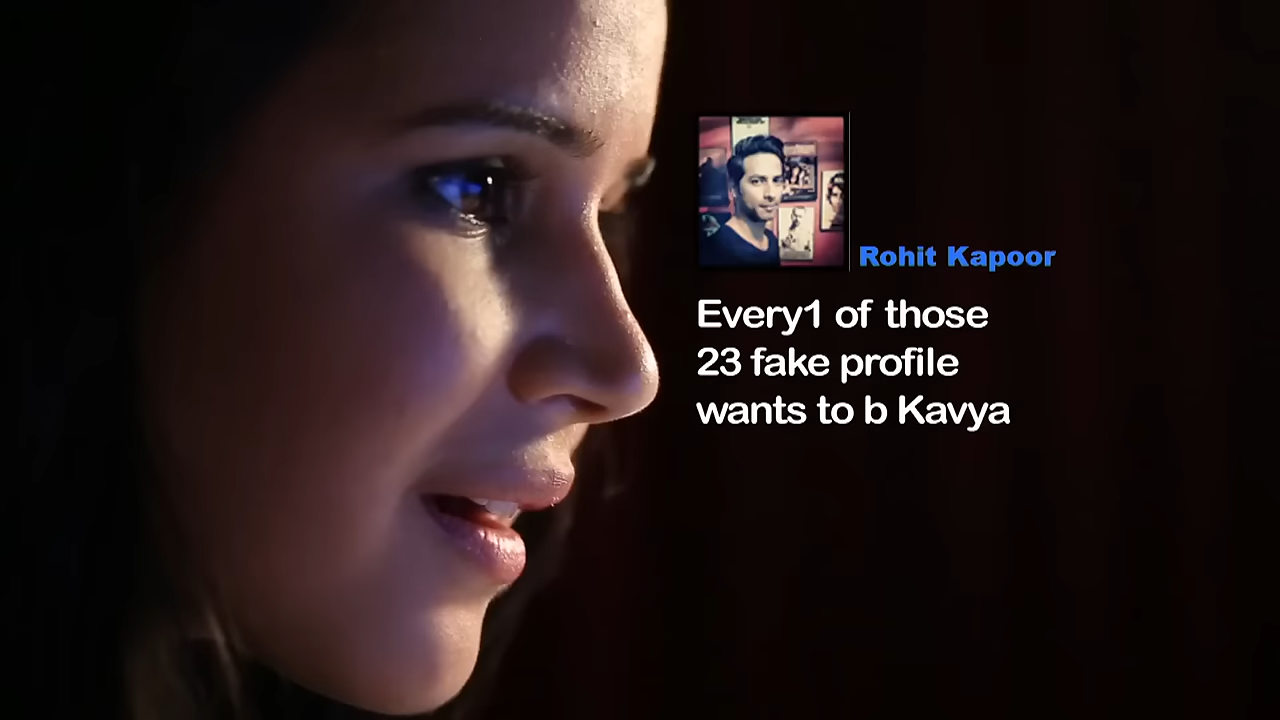 Rohit Kapoor
Every1 of those
23 fake profile
wants to b Kavya